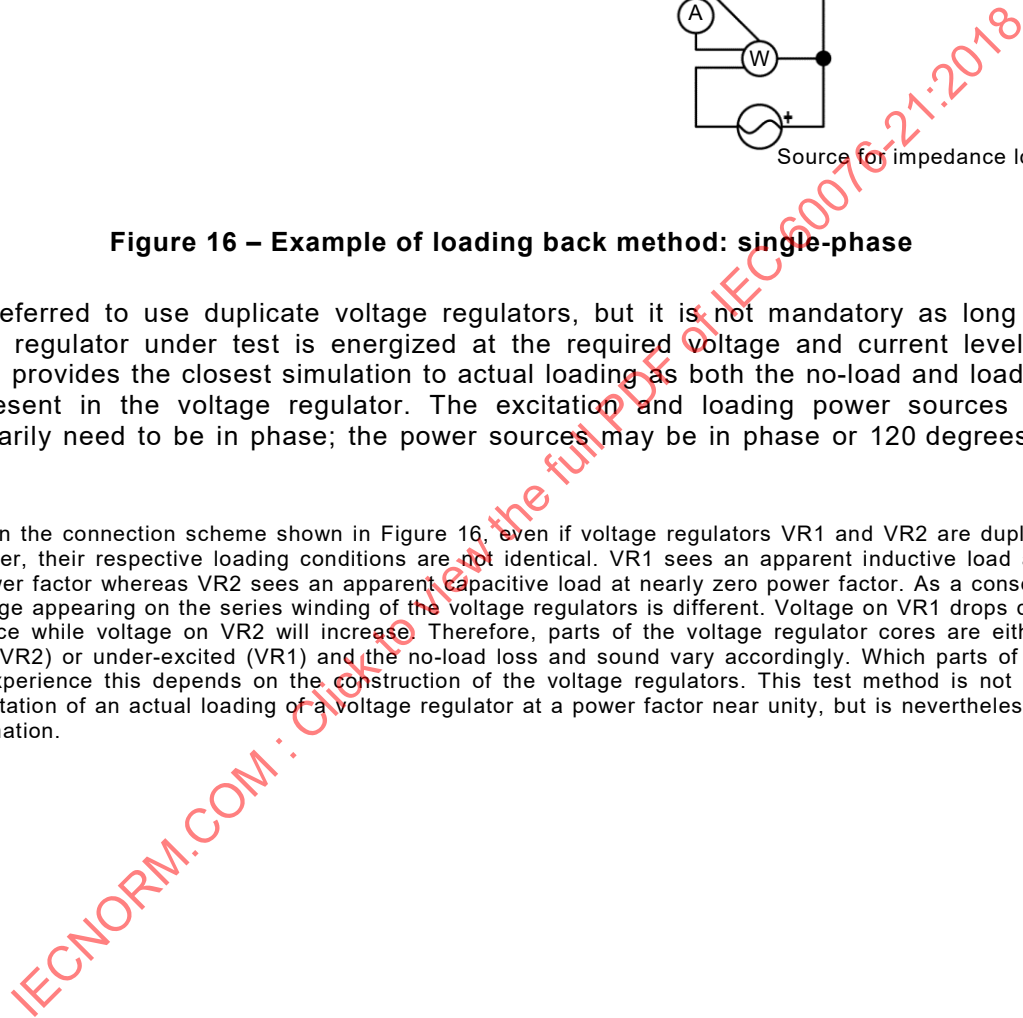 A
W
+
Source for impedance lo
Figure 16 – Example of loading back method: single-phase
eferred to use duplicate voltage regulators, but it is not mandatory as long
regulator under test is energized at the required voltage and current level
provides the closest simulation to actual loading as both the no-load and load
esent in the voltage regulator. The excitation and loading power sources
arily need to be in phase; the power sources may be in phase or 120 degrees
n the connection scheme shown in Figure 16, even if voltage regulators VR1 and VR2 are dupl
er, their respective loading conditions are not identical. VR1 sees an apparent inductive load
wer factor whereas VR2 sees an apparent capacitive load at nearly zero power factor. As a conse
ge appearing on the series winding of the voltage regulators is different. Voltage on VR1 drops
ce while voltage on VR2 will increase. Therefore, parts of the voltage regulator cores are eith
VR2) or under-excited (VR1) and the no-load loss and sound vary accordingly. Which parts of
xperience this depends on the construction of the voltage regulators. This test method is not
tation of an actual loading of a voltage regulator at a power factor near unity, but is nevertheles
ation.
IECNORM.COM : Click to view the full PDF of IEC 60076-21:2018